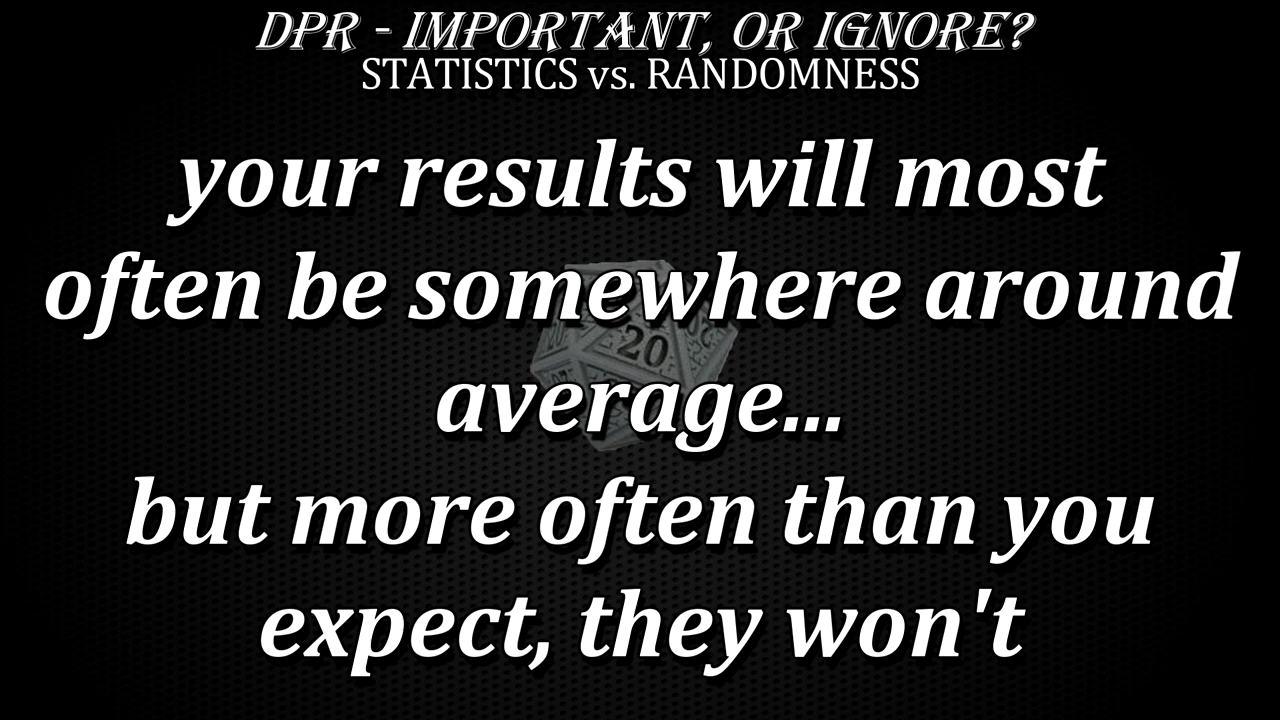 DPR - IMPORTANT, OR IGNORE?
STATISTICS vs. RANDOMNESS
your results will most
often be somewhere around
20
average...
but more often than you
expect, they won't